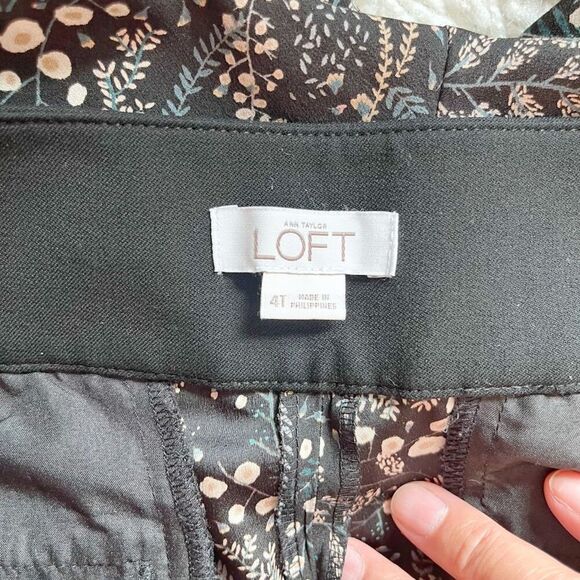 ANN TAYLOR
LOFT
4T
MADE IN
PHILIPPINES